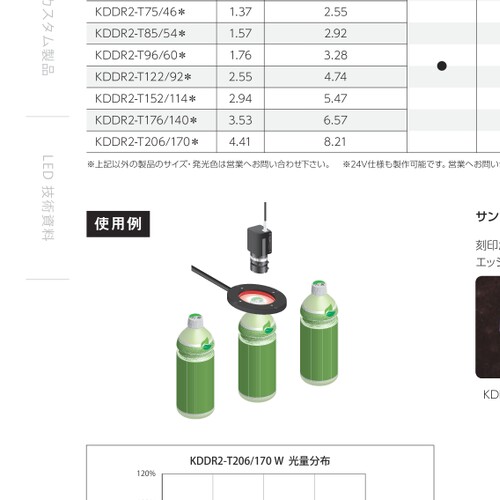 カスタム製品
LED 技術資料
KDDR2-T75/46＊ 1.37 2.55
KDDR2-T85/54＊ 1.57 2.92
KDDR2-T96/60＊ 1.76 3.28
KDDR2-T122/92＊ 2.55 4.74
KDDR2-T152/114＊ 2.94 5.47
KDDR2-T176/140＊ 3.53 6.57
KDDR2-T206/170＊ 4.41 8.21
●
※上記以外の製品のサイズ・発光色は営業へお問い合わせ下さい。 ※24V仕様も製作可能です。営業へお問い
使用例
サン
刻印
エッジ
KD
KDDR2-T206/170 W 光量分布
120%